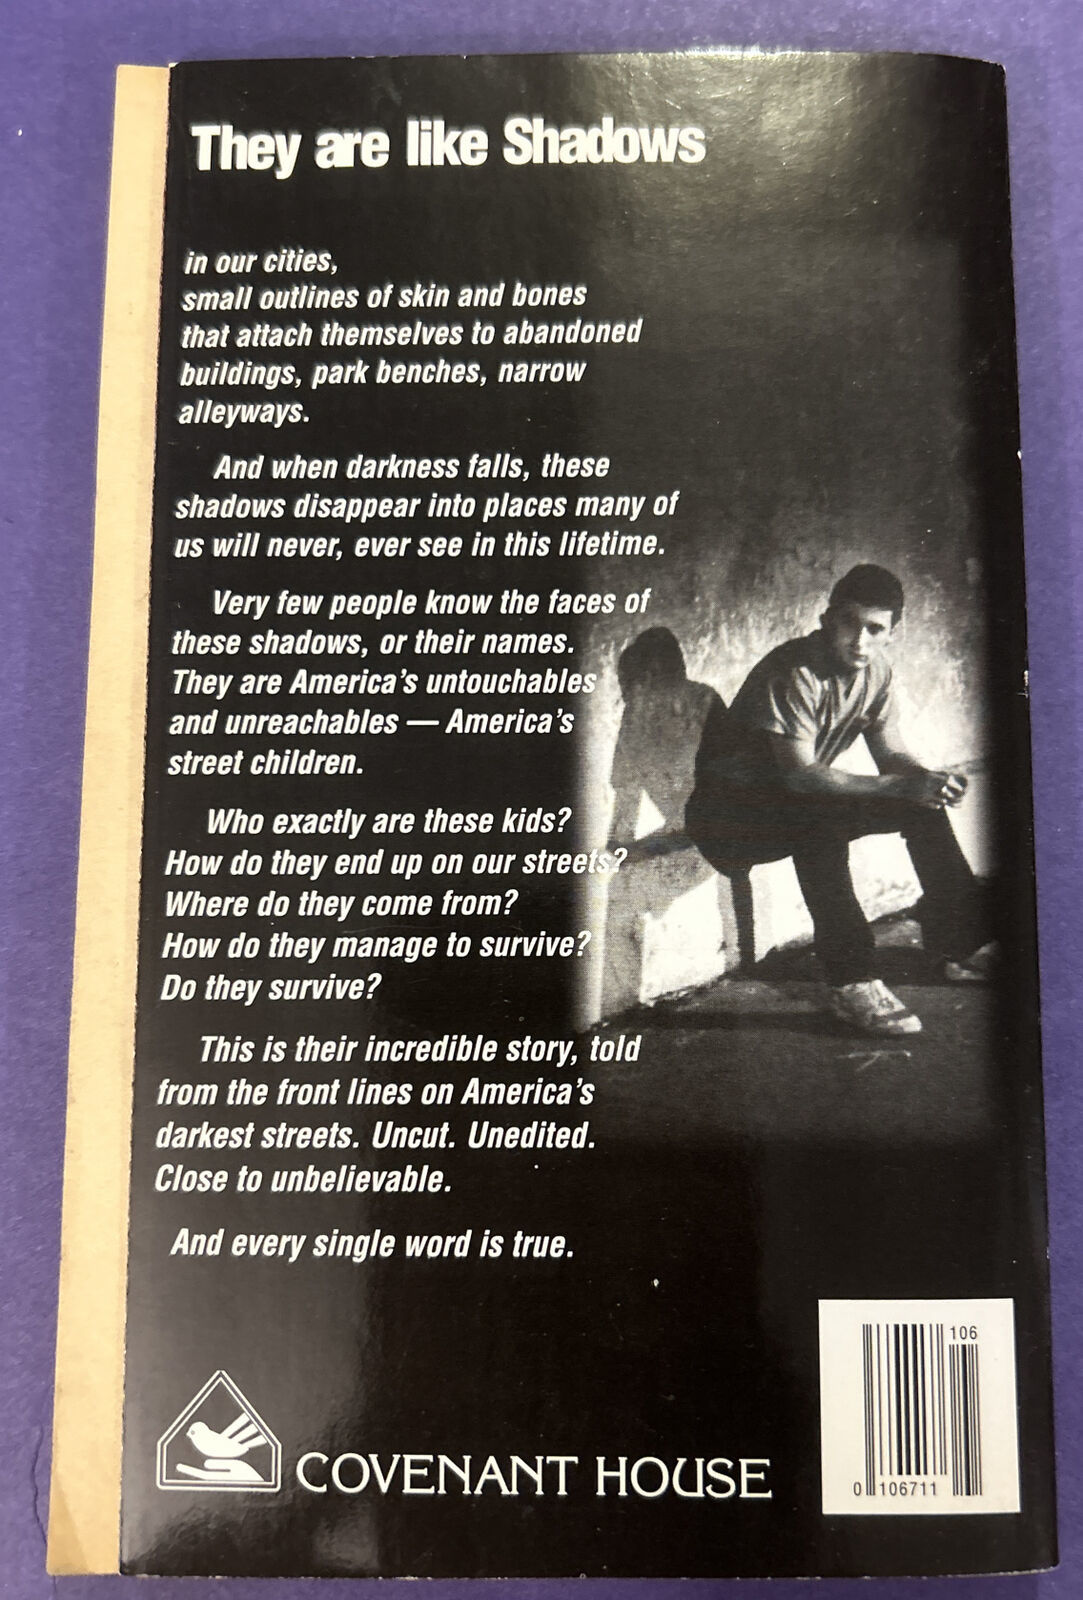 They are like Shadows
in our cities,
small outlines of skin and bones
that attach themselves to abandoned
buildings, park benches, narrow
alleyways.
And when darkness falls, these
shadows disappear into places many of
us will never, ever see in this lifetime.
Very few people know the faces of
these shadows, or their names.
They are America's untouchables
and unreachables — America's
street children.
Who exactly are these kids?
How do they end up on our streets?
Where do they come from?
How do they manage to survive?
Do they survive?
This is their incredible story, told
from the front lines on America's
darkest streets. Uncut. Unedited.
Close to unbelievable.
And every single word is true.
COVENANT HOUSE
106
0 106711